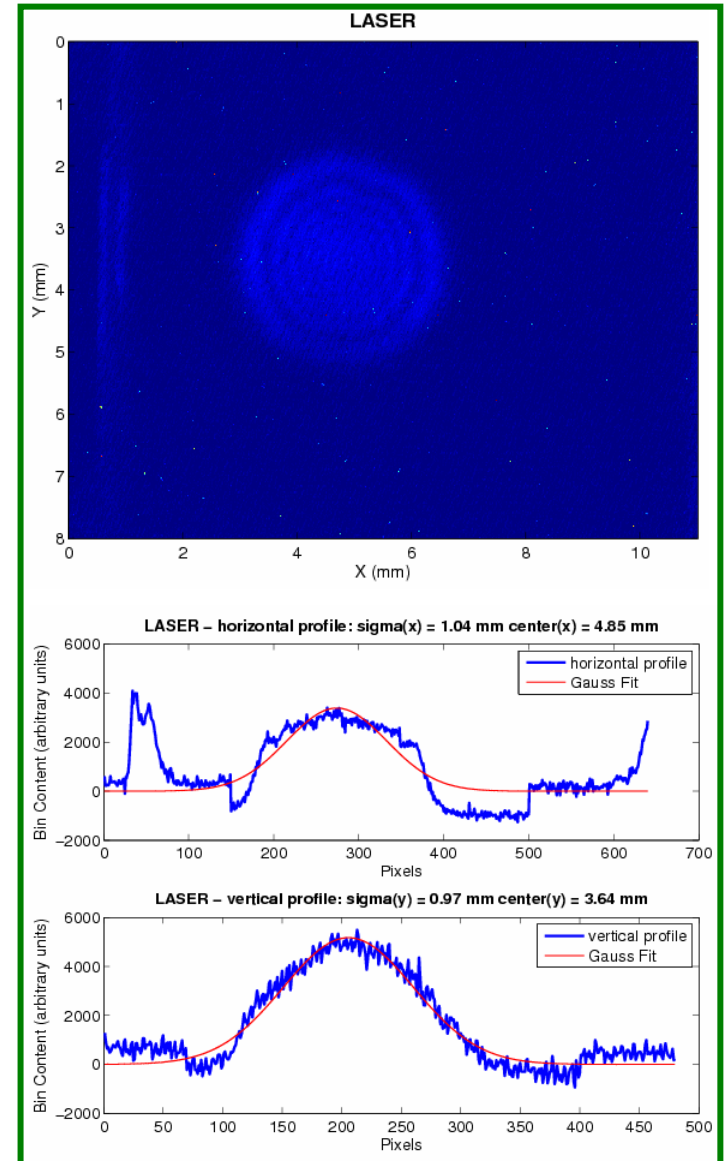 LASER
0
1
2
3
4
5
6
7
8
Y (mm)
0 2 4 6 8 10
X (mm)
LASER – horizontal profile: sigma(x) = 1.04 mm center(x) = 4.85 mm
6000
4000
2000
0
−2000
Bin Content (arbitrary units)
horizontal profile
Gauss Fit
0 100 200 300 400 500 600 700
Pixels
LASER – vertical profile: sigma(y) = 0.97 mm center(y) = 3.64 mm
6000
4000
2000
0
−2000
Bin Content (arbitrary units)
vertical profile
Gauss Fit
0 50 100 150 200 250 300 350 400 450 500
Pixels